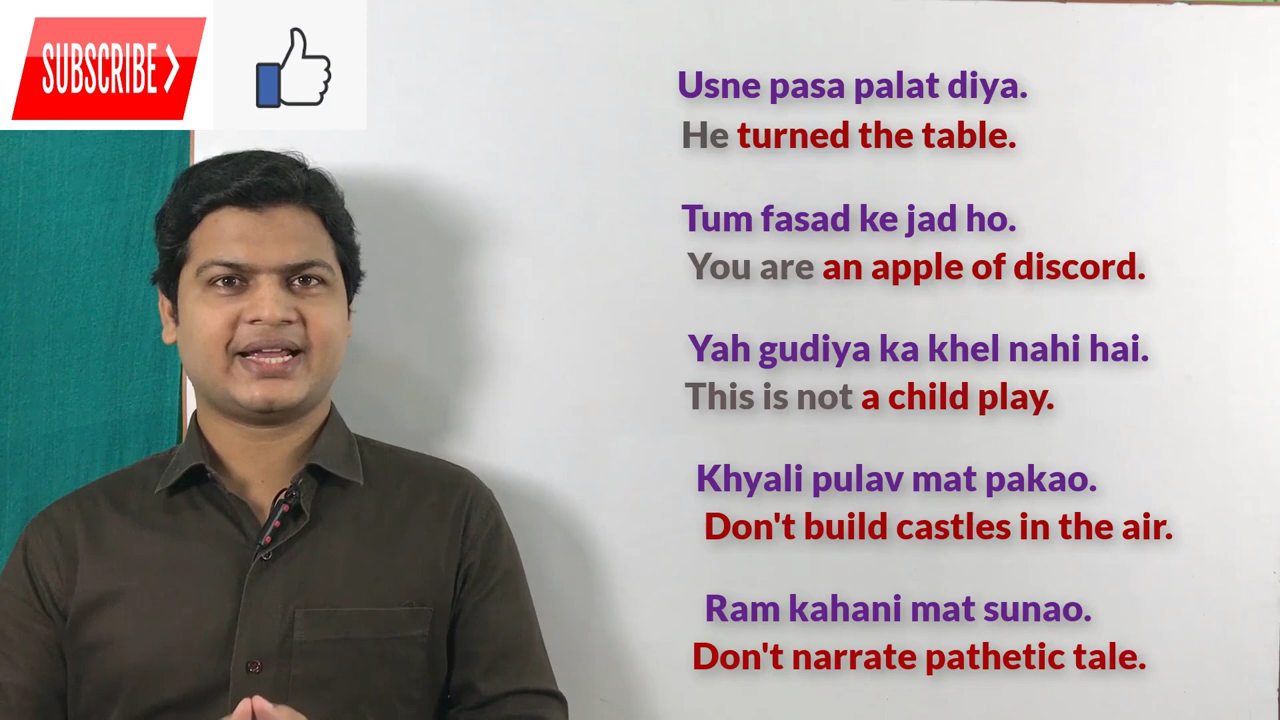 SUBSCRIBE
Usne pasa palat diya.
He turned the table.
Tum fasad ke jad ho.
You are an apple of discord.
Yah gudiya ka khel nahi hai.
This is not a child play.
Khyali pulav mat pakao.
Don't build castles in the air.
Ram kahani mat sunao.
Don't narrate pathetic tale.